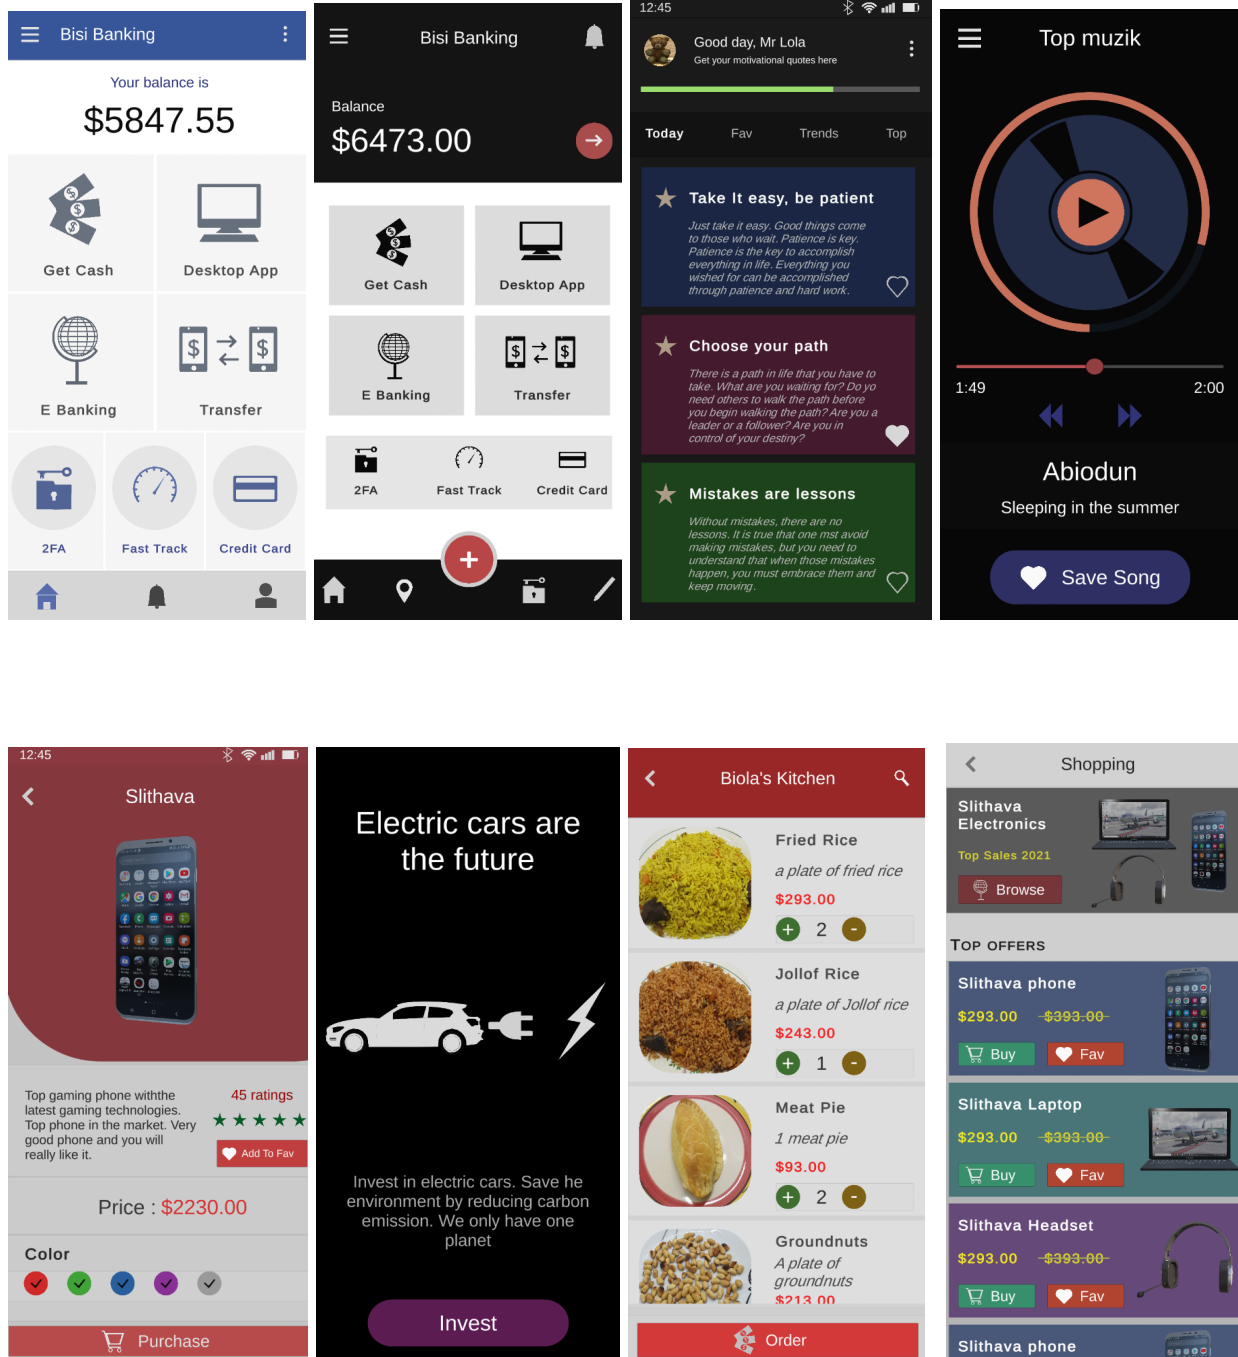 Bisi Banking
Your balance is
$5847.55
Get Cash
Desktop App
E Banking
Transfer
2FA
Fast Track
Credit Card
Bisi Banking
Balance
$6473.00
Get Cash
Desktop App
E Banking
Transfer
2FA
Fast Track
Credit Card
12:45
Good day, Mr Lola
Get your motivational quotes here
Today
Fav
Trends
Top
Take It easy, be patient
Just take it easy. Good things come
to those who wait. Patience is key.
Patience is the key to accomplish
everything in life. Everything you
wished for can be accomplished
through patience and hard work.
Choose your path
There is a path in life that you have to
take. What are you waiting for? Do yo
need others to walk the path before
you begin walking the path? Are you a
leader or a follower? Are you in
control of your destiny?
Mistakes are lessons
Without mistakes, there are no
lessons. It is true that one mst avoid
making mistakes, but you need to
understand that when those mistakes
happen, you must embrace them and
keep moving.
Top muzik
1:49
2:00
Abiodun
Sleeping in the summer
Save Song
12:45
Slithava
Top gaming phone withthe
latest gaming technologies.
Top phone in the market. Very
good phone and you will
really like it.
45 ratings
Add To Fav
Price : $2230.00
Color
Purchase
Electric cars are
the future
Invest in electric cars. Save he
environment by reducing carbon
emission. We only have one
planet
Invest
Biola's Kitchen
Fried Rice
a plate of fried rice
$293.00
+ 2 -
Jollof Rice
a plate of Jollof rice
$243.00
+ 1 -
Meat Pie
1 meat pie
$93.00
+ 2 -
Groundnuts
A plate of
groundnuts
$213.00
Order
Shopping
Slithava
Electronics
Top Sales 2021
Browse
TOP OFFERS
Slithava phone
$293.00 $393.00
Buy
Fav
Slithava Laptop
$293.00 $393.00
Buy
Fav
Slithava Headset
$293.00 $393.00
Buy
Fav
Slithava phone